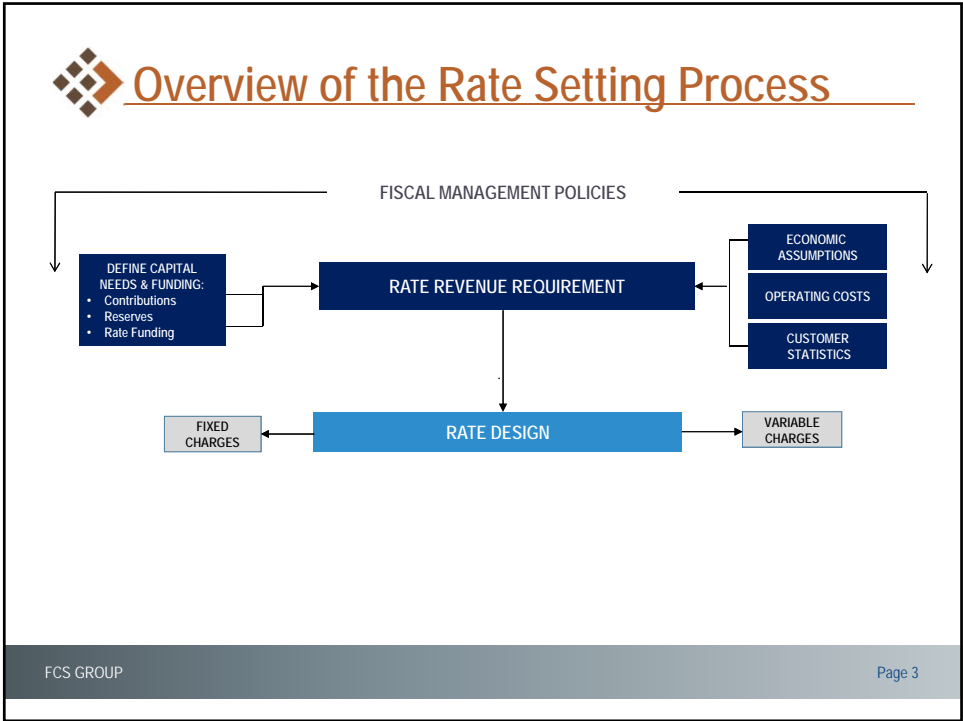 Overview of the Rate Setting Process
FISCAL MANAGEMENT POLICIES
DEFINE CAPITAL
NEEDS & FUNDING:
• Contributions
• Reserves
• Rate Funding
RATE REVENUE REQUIREMENT
ECONOMIC
ASSUMPTIONS
OPERATING COSTS
CUSTOMER
STATISTICS
FIXED
CHARGES
RATE DESIGN
VARIABLE
CHARGES
FCS GROUP
Page 3